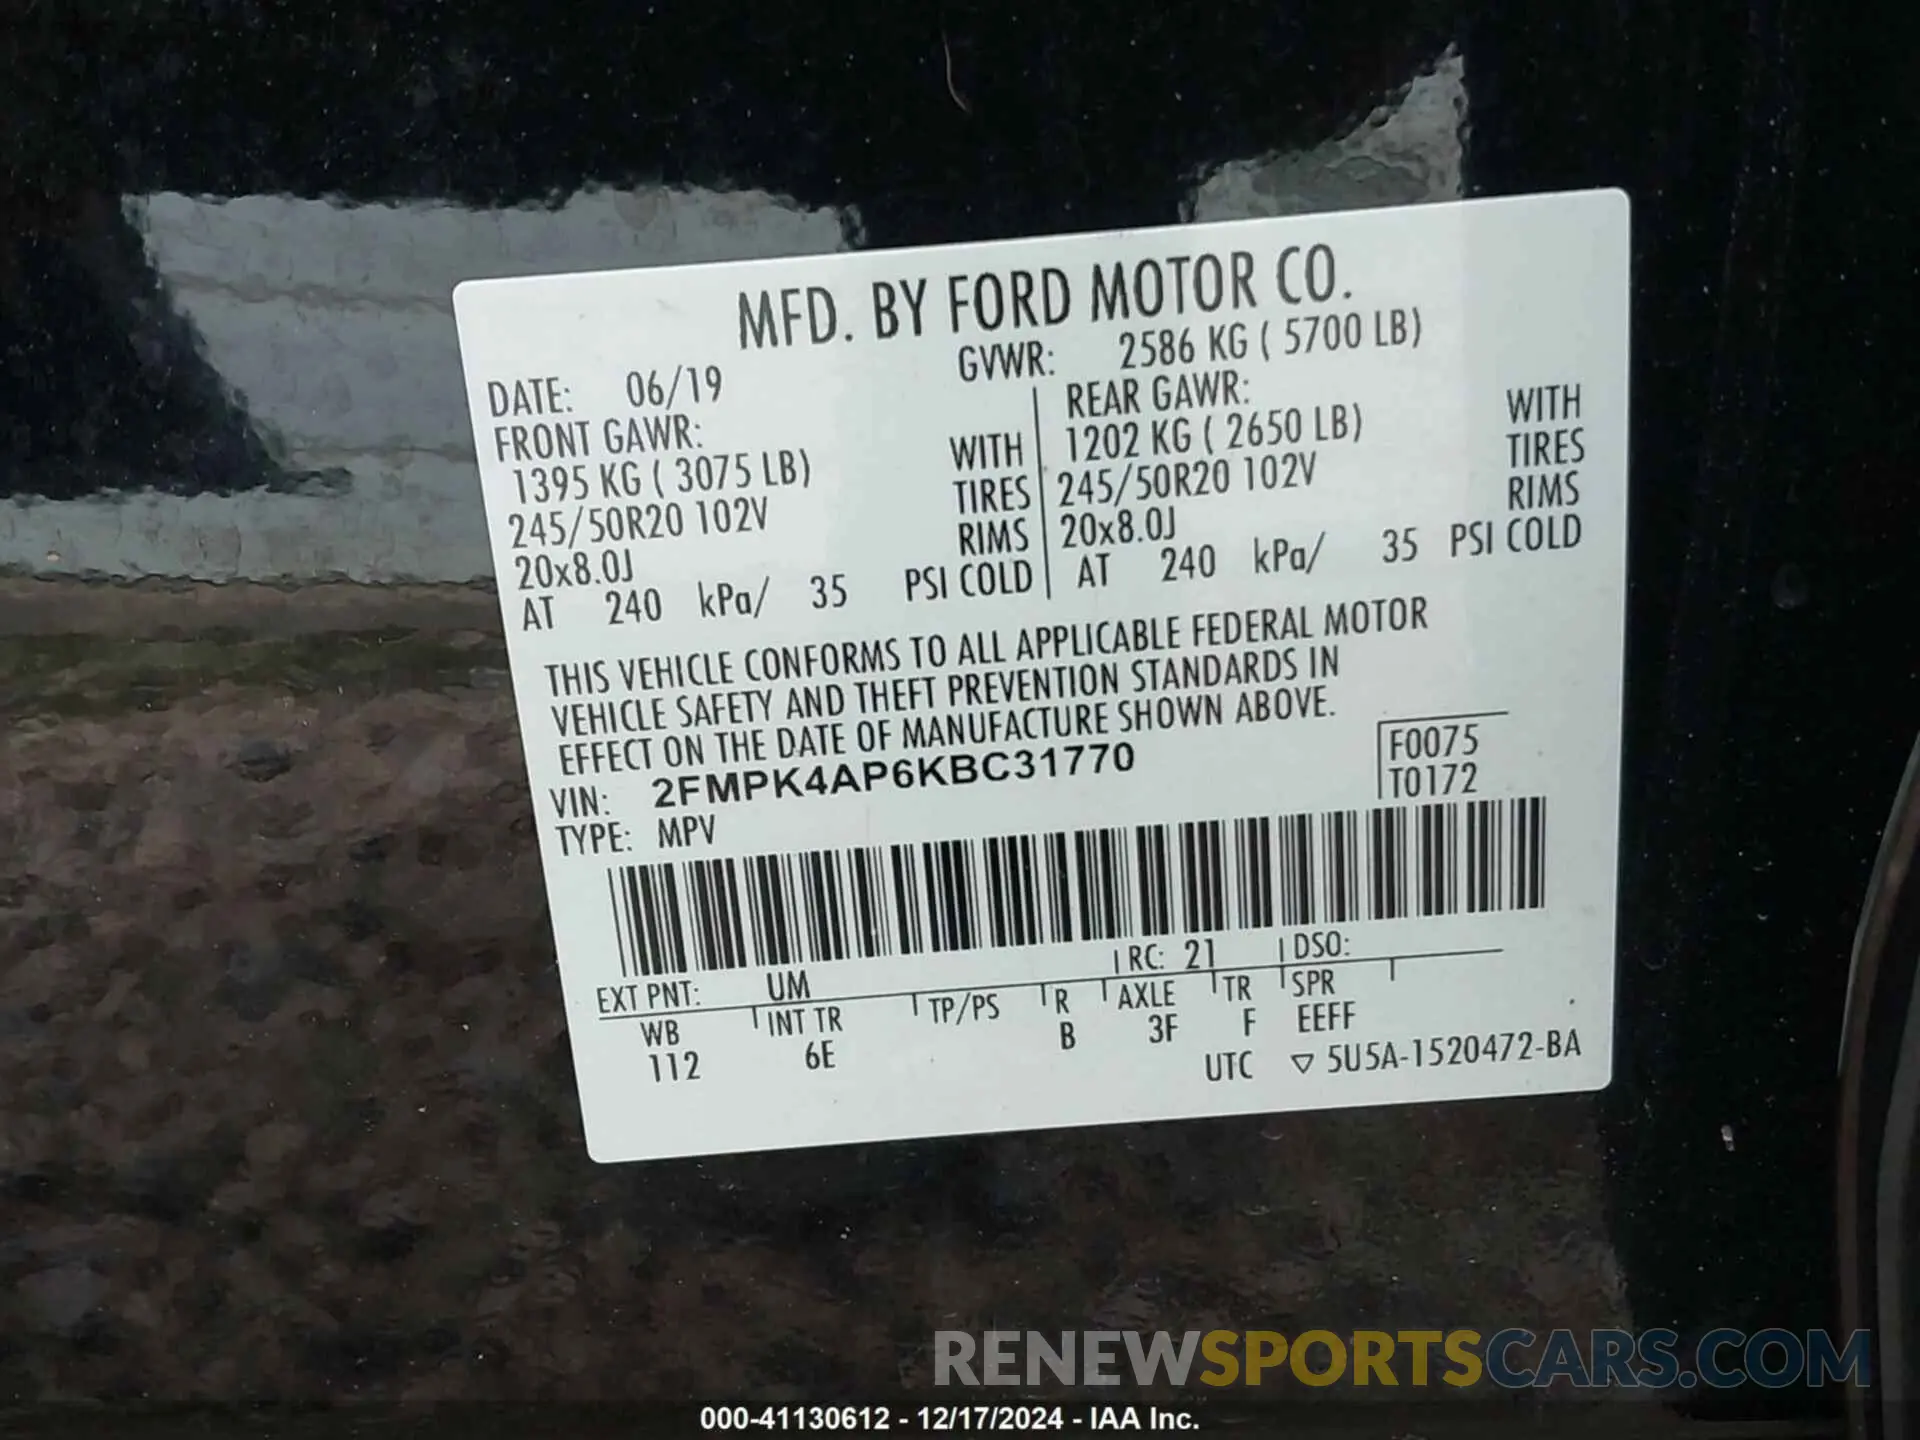 MFD. BY FORD MOTOR CO.
DATE: 06/19 GVWR: 2586 KG ( 5700 LB)
FRONT GAWR: REAR GAWR:
1395 KG ( 3075 LB) WITH 1202 KG ( 2650 LB) WITH
245/50R20 102V TIRES 245/50R20 102V TIRES
20x8.0J RIMS 20x8.0J RIMS
AT 240 kPa/ 35 PSI COLD AT 240 kPa/ 35 PSI COLD
THIS VEHICLE CONFORMS TO ALL APPLICABLE FEDERAL MOTOR
VEHICLE SAFETY AND THEFT PREVENTION STANDARDS IN
EFFECT ON THE DATE OF MANUFACTURE SHOWN ABOVE.
VIN: 2FMPK4AP6KBC31770 F0075
TYPE: MPV T0172
EXT PNT: UM RC: 21 DSO:
WB INT TR TP/PS R AXLE TR SPR
112 6E B 3F F EEFF
UTC ▽ 5U5A-1520472-BA
RENEWSPORTSCARS.COM
000-41130612 - 12/17/2024 - IAA Inc.